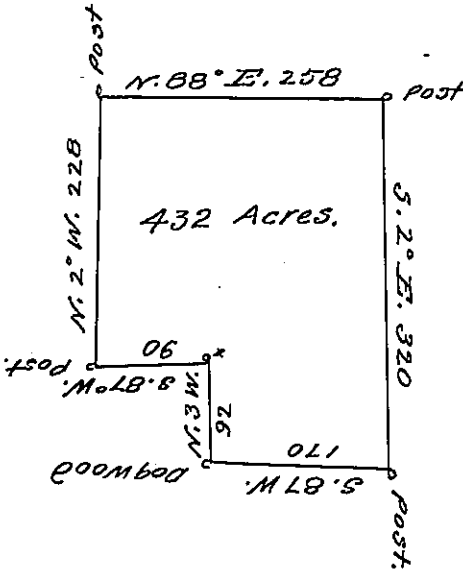 Post
N. 88° E. 258
Post
N. 2° W. 228
432 Acres.
S. 2° E. 320
Post.
90
S. 87° W.
x
N. 3 W.
92
Dogwood
170
S. 87 W.
Post.